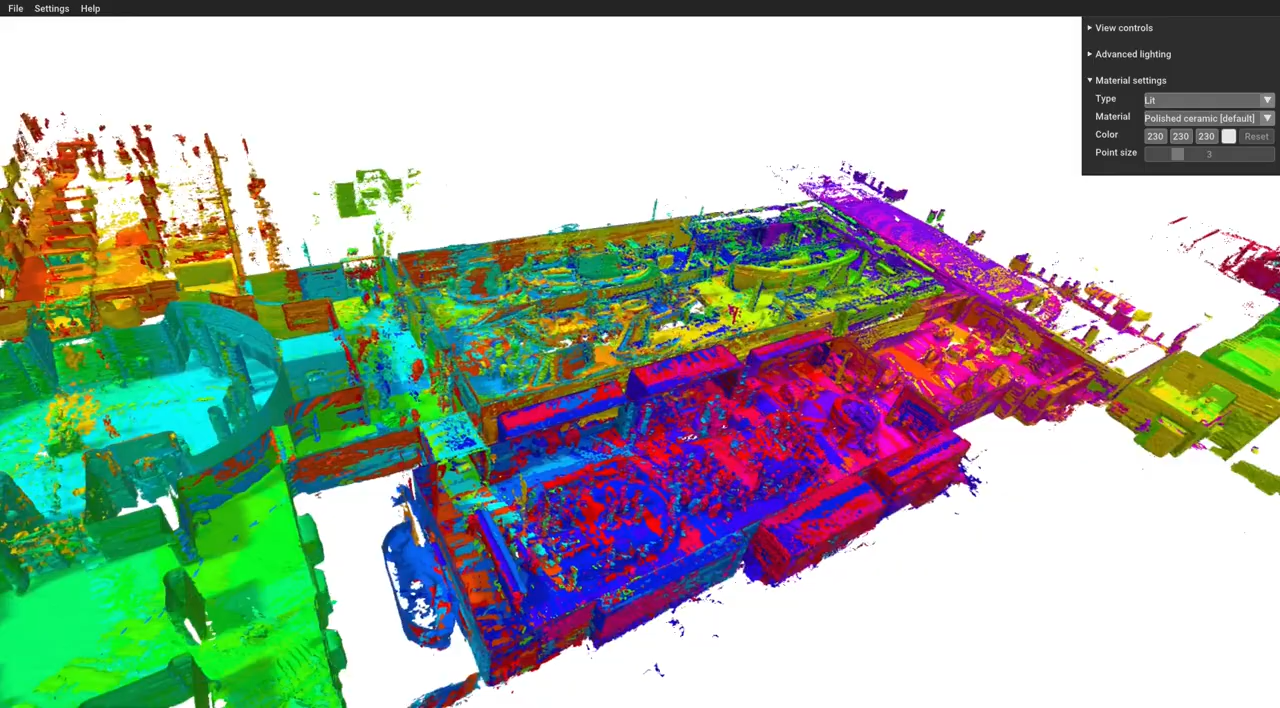 File Settings Help
View controls
Advanced lighting
Material settings
Type Lit
Material Polished ceramic [default]
Color 230 230 230 Reset
Point size 3